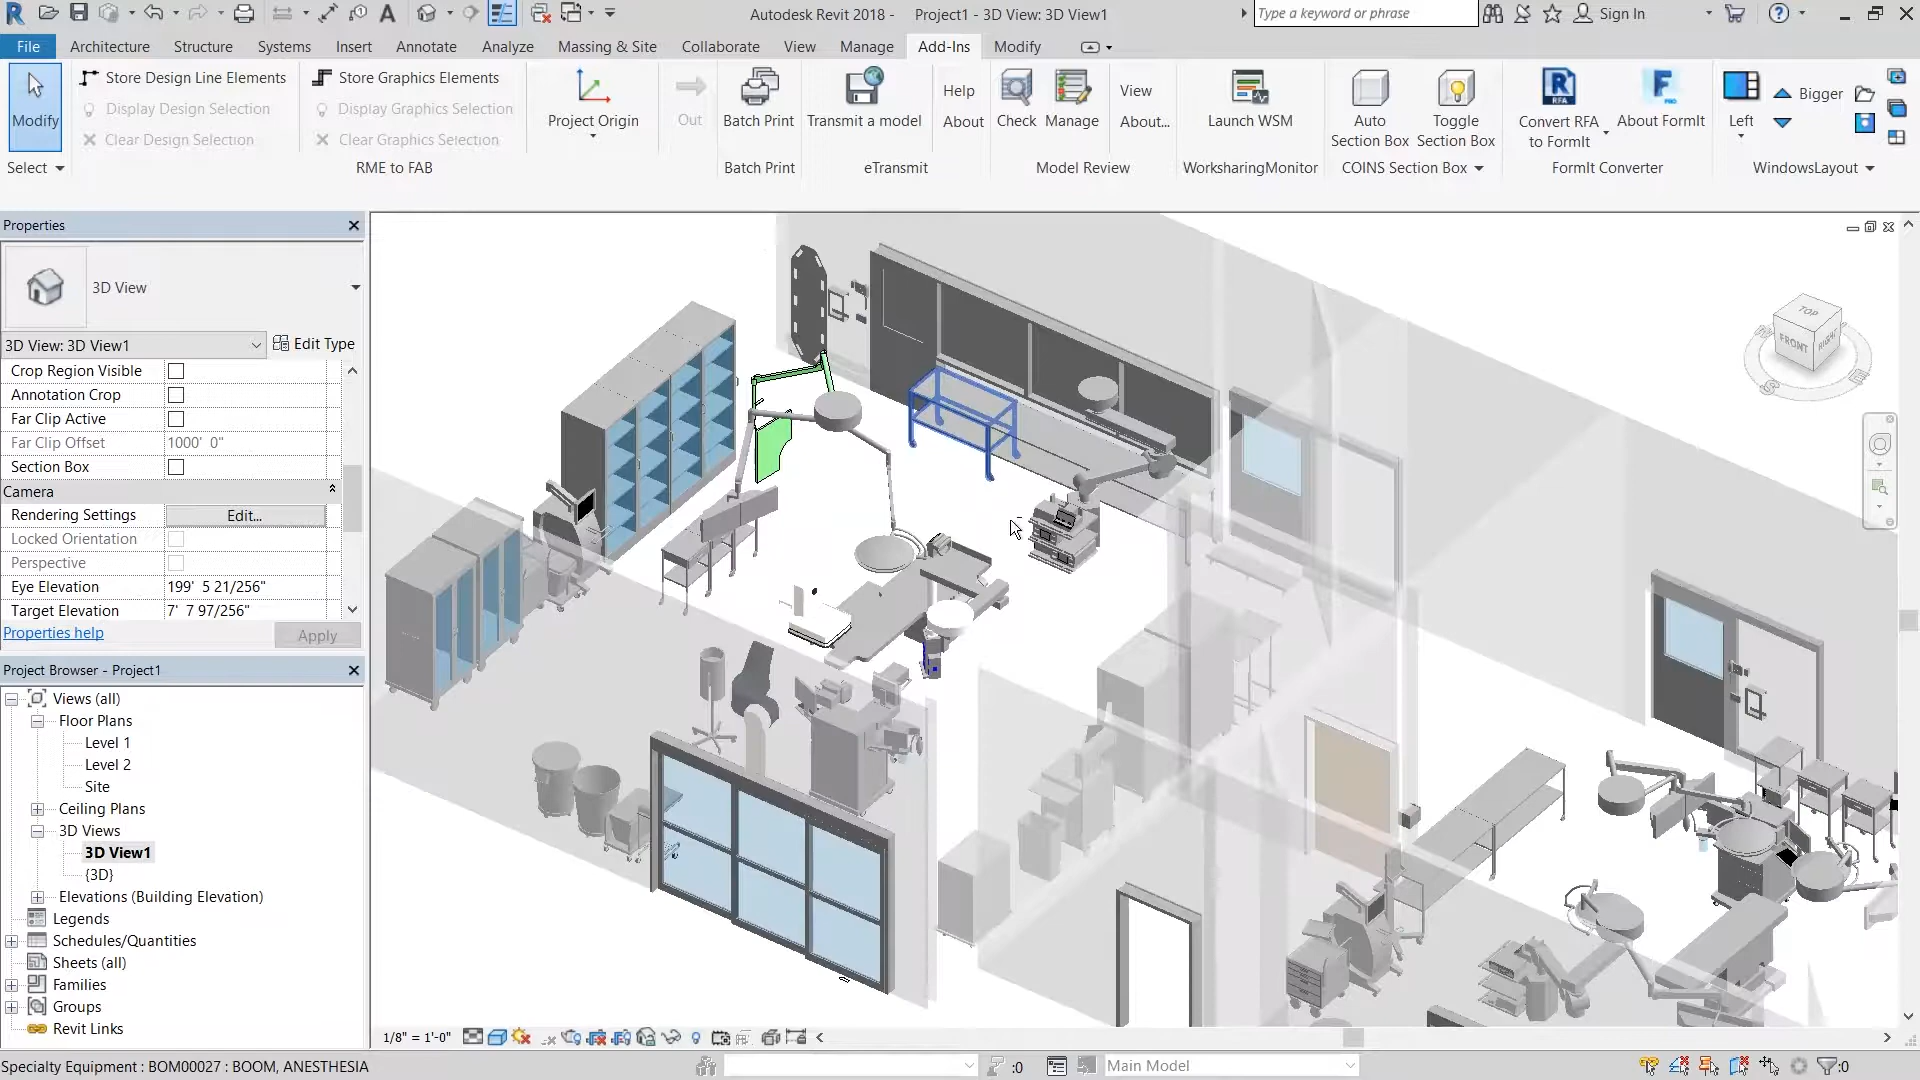 Autodesk Revit 2018 -    Project1 - 3D View: 3D View1
Type a keyword or phrase
Sign In
File
Architecture
Structure
Systems
Insert
Annotate
Analyze
Massing & Site
Collaborate
View
Manage
Add-Ins
Modify
Modify
Store Design Line Elements
Display Design Selection
Clear Design Selection
Store Graphics Elements
Display Graphics Selection
Clear Graphics Selection
Project Origin
Out
Batch Print
Transmit a model
Help
About
Check
Manage
View
About...
Launch WSM
Auto
Section Box
Toggle
Section Box
RFA
Convert RFA
to FormIt
PRO
About FormIt
Left
Bigger
Select
RME to FAB
Batch Print
eTransmit
Model Review
WorksharingMonitor
COINS Section Box
FormIt Converter
WindowsLayout
Properties
3D View
3D View: 3D View1
Edit Type
Crop Region Visible
Annotation Crop
Far Clip Active
Far Clip Offset
1000' 0"
Section Box
Camera
Rendering Settings
Edit...
Locked Orientation
Perspective
Eye Elevation
199' 5 21/256"
Target Elevation
7' 7 97/256"
Properties help
Apply
Project Browser - Project1
Views (all)
Floor Plans
Level 1
Level 2
Site
Ceiling Plans
3D Views
3D View1
{3D}
Elevations (Building Elevation)
Legends
Schedules/Quantities
Sheets (all)
Families
Groups
Revit Links
TOP
FRONT
RIGHT
S
E
1/8" = 1'-0"
Specialty Equipment : BOM00027 : BOOM, ANESTHESIA
:0
Main Model
:0